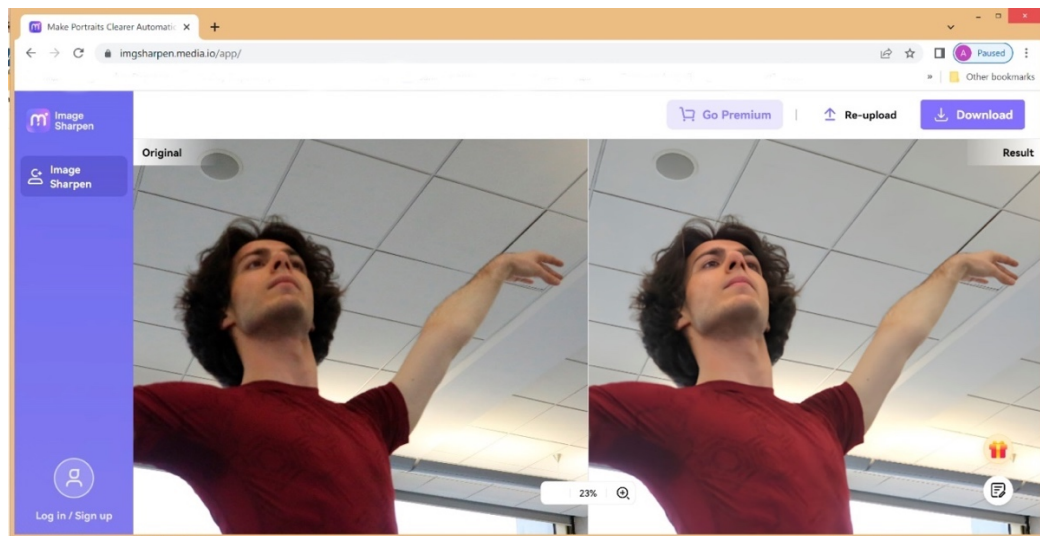 Make Portraits Clearer Automatic
imgsharpen.media.io/app/
A Paused
» Other bookmarks
Image
Sharpen
Go Premium
Re-upload
Download
Image
Sharpen
Original
Result
23%
Log in / Sign up